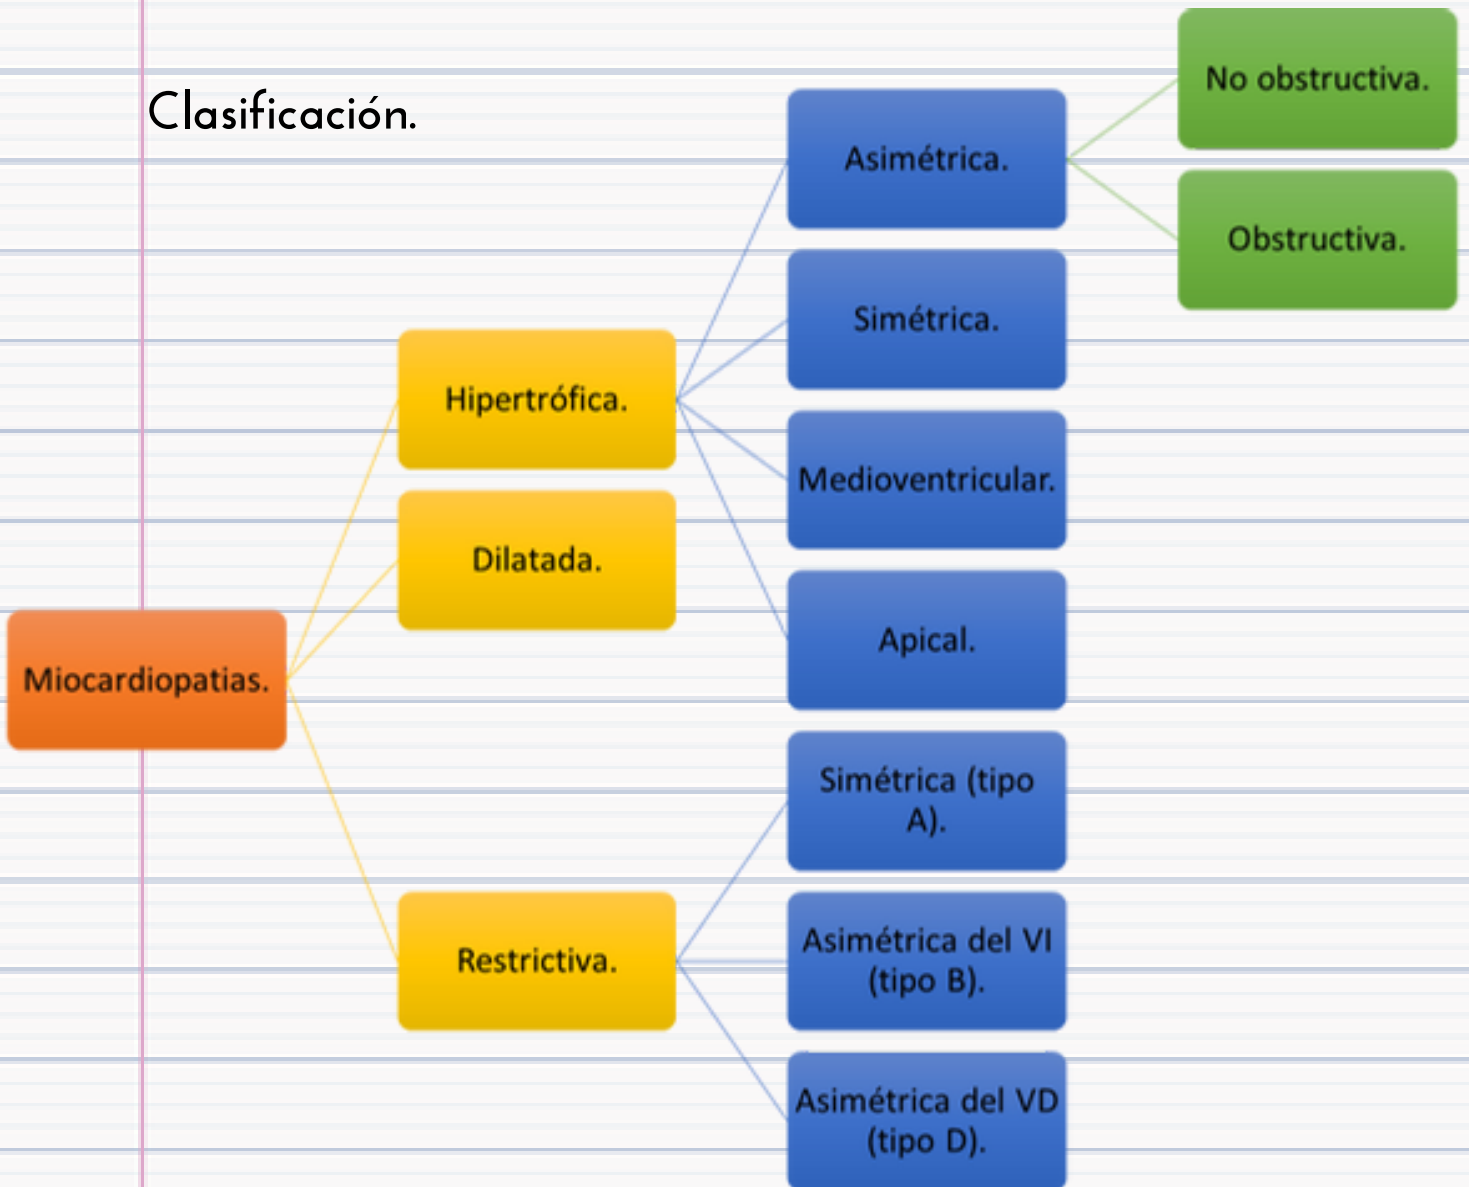 Clasificación.
No obstructiva.
Asimétrica.
Obstructiva.
Simétrica.
Hipertrófica.
Medioventricular.
Dilatada.
Apical.
Miocardiopatias.
Simétrica (tipo
A).
Restrictiva.
Asimétrica del VI
(tipo B).
Asimétrica del VD
(tipo D).